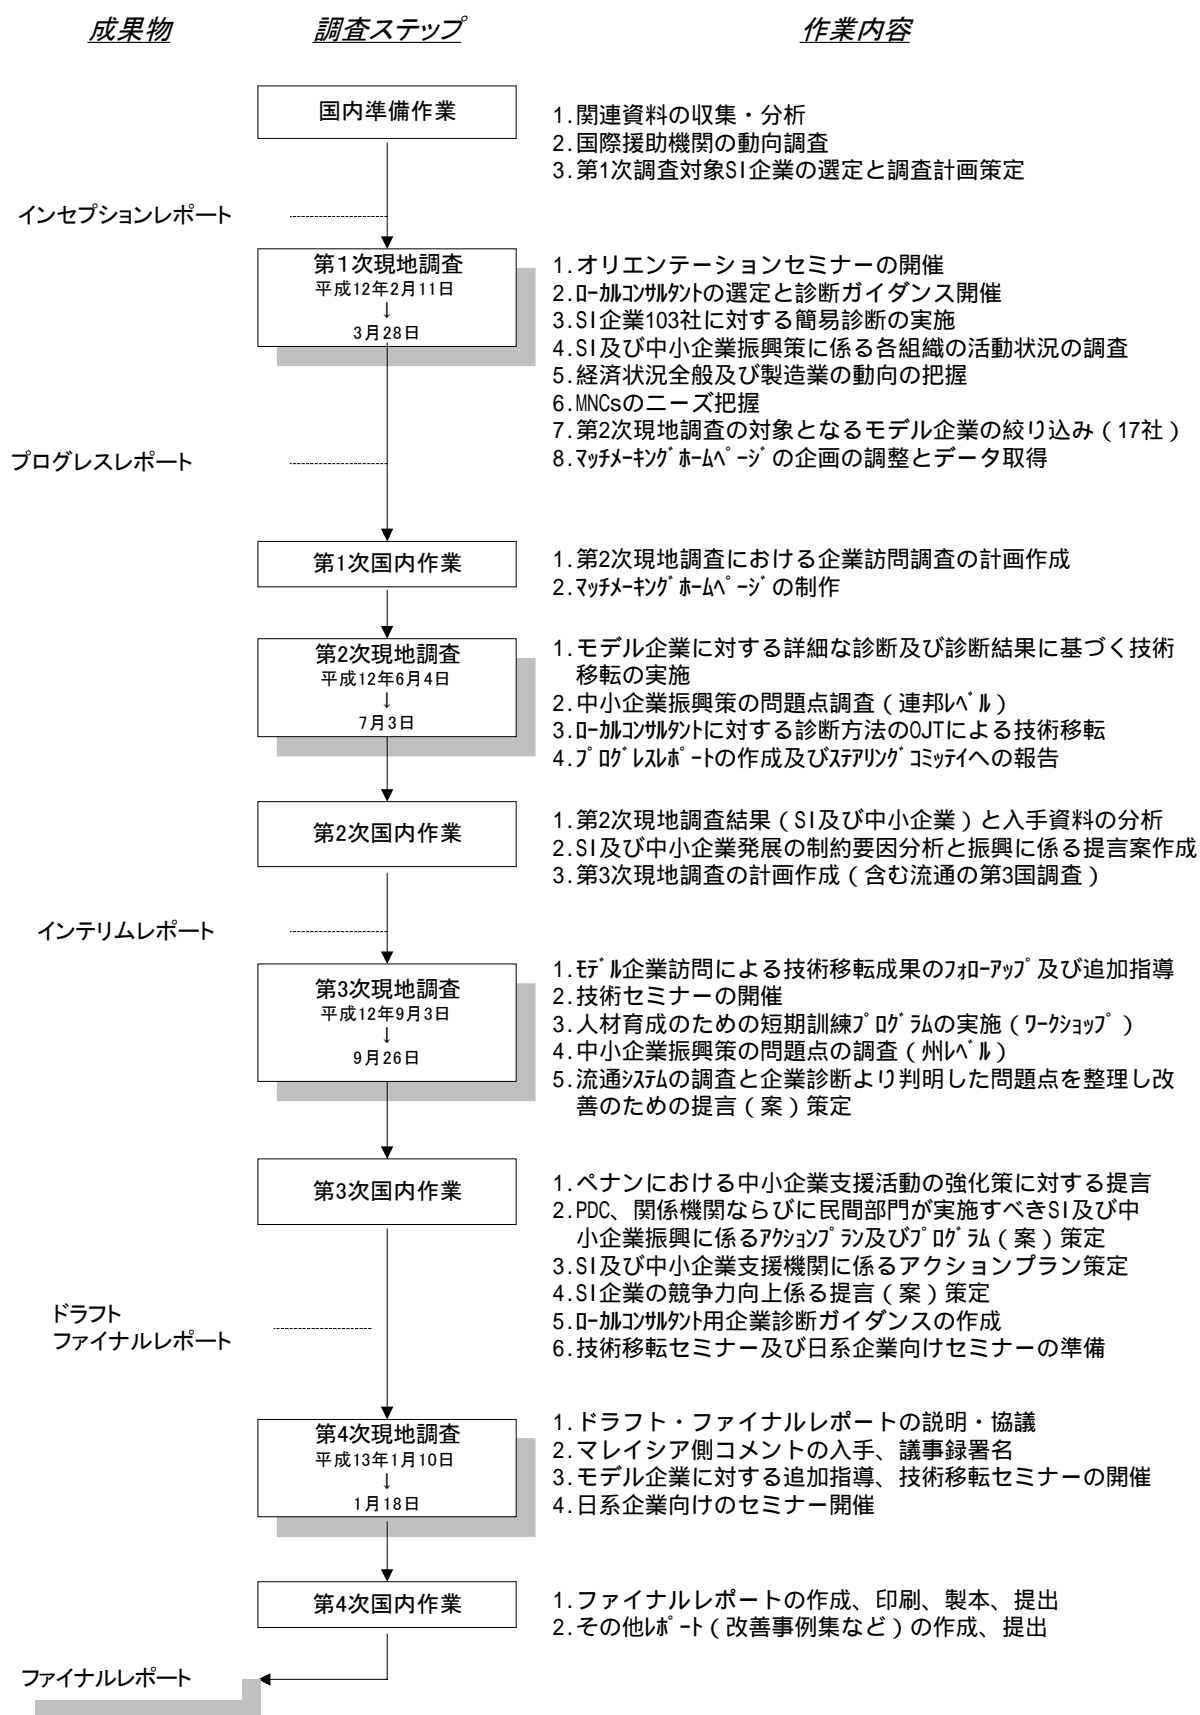 成果物
調査ステップ
作業内容
国内準備作業
1.関連資料の収集・分析
2.国際援助機関の動向調査
3.第1次調査対象SI企業の選定と調査計画策定
インセプションレポート
第1次現地調査
平成12年2月11日
↓
3月28日
1.オリエンテーションセミナーの開催
2.ﾛｰｶﾙｺﾝｻﾙﾀﾝﾄの選定と診断ガイダンス開催
3.SI企業103社に対する簡易診断の実施
4.SI及び中小企業振興策に係る各組織の活動状況の調査
5.経済状況全般及び製造業の動向の把握
6.MNCsのニーズ把握
7.第2次現地調査の対象となるモデル企業の絞り込み（17社）
8.ﾏｯﾁﾒｰｷﾝｸﾞﾎｰﾑﾍﾟｰｼﾞの企画の調整とデータ取得
プログレスレポート
第1次国内作業
1.第2次現地調査における企業訪問調査の計画作成
2.ﾏｯﾁﾒｰｷﾝｸﾞﾎｰﾑﾍﾟｰｼﾞの制作
第2次現地調査
平成12年6月4日
↓
7月3日
1.モデル企業に対する詳細な診断及び診断結果に基づく技術
移転の実施
2.中小企業振興策の問題点調査（連邦ﾚﾍﾞﾙ）
3.ﾛｰｶﾙｺﾝｻﾙﾀﾝﾄに対する診断方法のOJTによる技術移転
4.ﾌﾟﾛｸﾞﾚｽﾚﾎﾟｰﾄの作成及びｽﾃｱﾘﾝｸﾞｺﾐｯﾃｲへの報告
第2次国内作業
1.第2次現地調査結果（SI及び中小企業）と入手資料の分析
2.SI及び中小企業発展の制約要因分析と振興に係る提言案作成
3.第3次現地調査の計画作成（含む流通の第3国調査）
インテリムレポート
第3次現地調査
平成12年9月3日
↓
9月26日
1.ﾓﾃﾞﾙ企業訪問による技術移転成果のﾌｫﾛｰｱｯﾌﾟ及び追加指導
2.技術セミナーの開催
3.人材育成のための短期訓練ﾌﾟﾛｸﾞﾗﾑの実施（ﾜｰｸｼｮｯﾌﾟ）
4.中小企業振興策の問題点の調査（州ﾚﾍﾞﾙ）
5.流通ｼｽﾃﾑの調査と企業診断より判明した問題点を整理し改
善のための提言（案）策定
第3次国内作業
1.ペナンにおける中小企業支援活動の強化策に対する提言
2.PDC、関係機関ならびに民間部門が実施すべきSI及び中
小企業振興に係るｱｸｼｮﾝﾌﾟﾗﾝ及びﾌﾟﾛｸﾞﾗﾑ（案）策定
3.SI及び中小企業支援機関に係るアクションプラン策定
4.SI企業の競争力向上係る提言（案）策定
5.ﾛｰｶﾙｺﾝｻﾙﾀﾝﾄ用企業診断ガイダンスの作成
6.技術移転セミナー及び日系企業向けセミナーの準備
ドラフト
ファイナルレポート
第4次現地調査
平成13年1月10日
↓
1月18日
1.ドラフト・ファイナルレポートの説明・協議
2.マレイシア側コメントの入手、議事録署名
3.モデル企業に対する追加指導、技術移転セミナーの開催
4.日系企業向けのセミナー開催
第4次国内作業
1.ファイナルレポートの作成、印刷、製本、提出
2.その他ﾚﾎﾟｰﾄ（改善事例集など）の作成、提出
ファイナルレポート